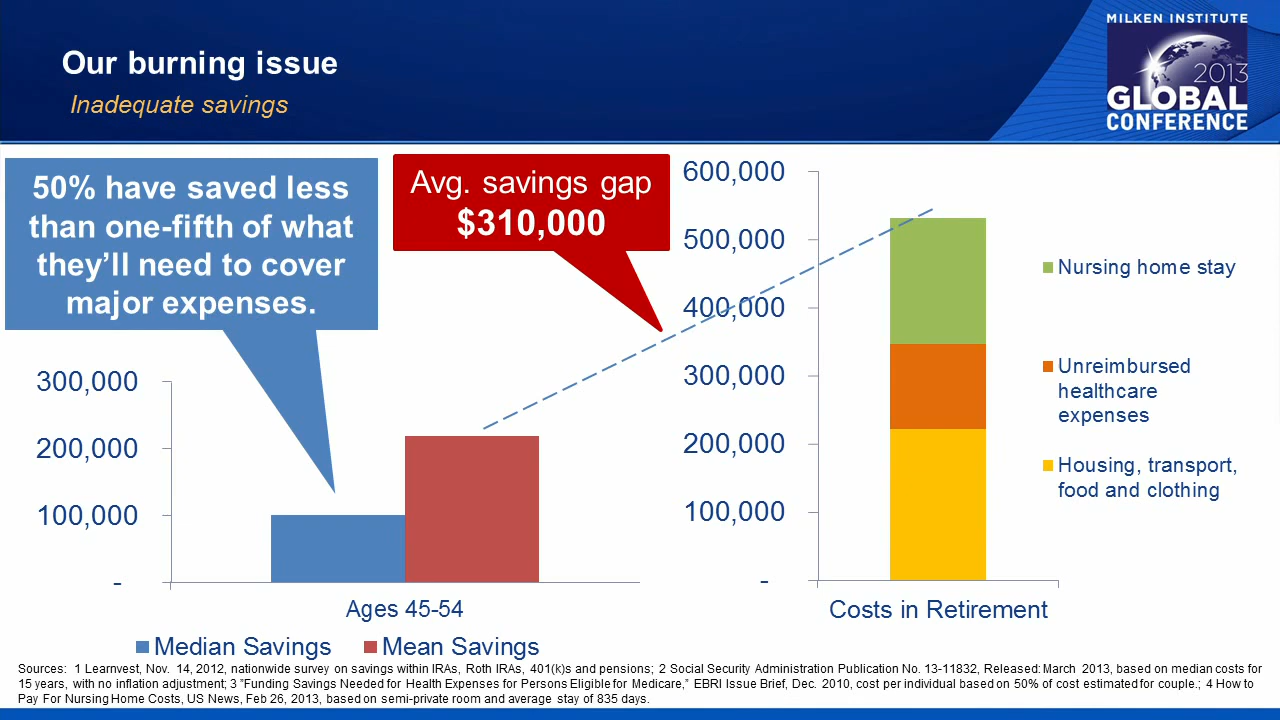 Our burning issue
Inadequate savings
MILKEN INSTITUTE
2013
GLOBAL
CONFERENCE
50% have saved less
than one-fifth of what
they’ll need to cover
major expenses.
Avg. savings gap
$310,000
300,000
200,000
100,000
-
Ages 45-54
Median Savings
Mean Savings
600,000
500,000
400,000
300,000
200,000
100,000
-
Costs in Retirement
Nursing home stay
Unreimbursed
healthcare
expenses
Housing, transport,
food and clothing
Sources: 1 Learnvest, Nov. 14, 2012, nationwide survey on savings within IRAs, Roth IRAs, 401(k)s and pensions; 2 Social Security Administration Publication No. 13-11832, Released: March 2013, based on median costs for
15 years, with no inflation adjustment; 3 ”Funding Savings Needed for Health Expenses for Persons Eligible for Medicare,” EBRI Issue Brief, Dec. 2010, cost per individual based on 50% of cost estimated for couple.; 4 How to
Pay For Nursing Home Costs, US News, Feb 26, 2013, based on semi-private room and average stay of 835 days.